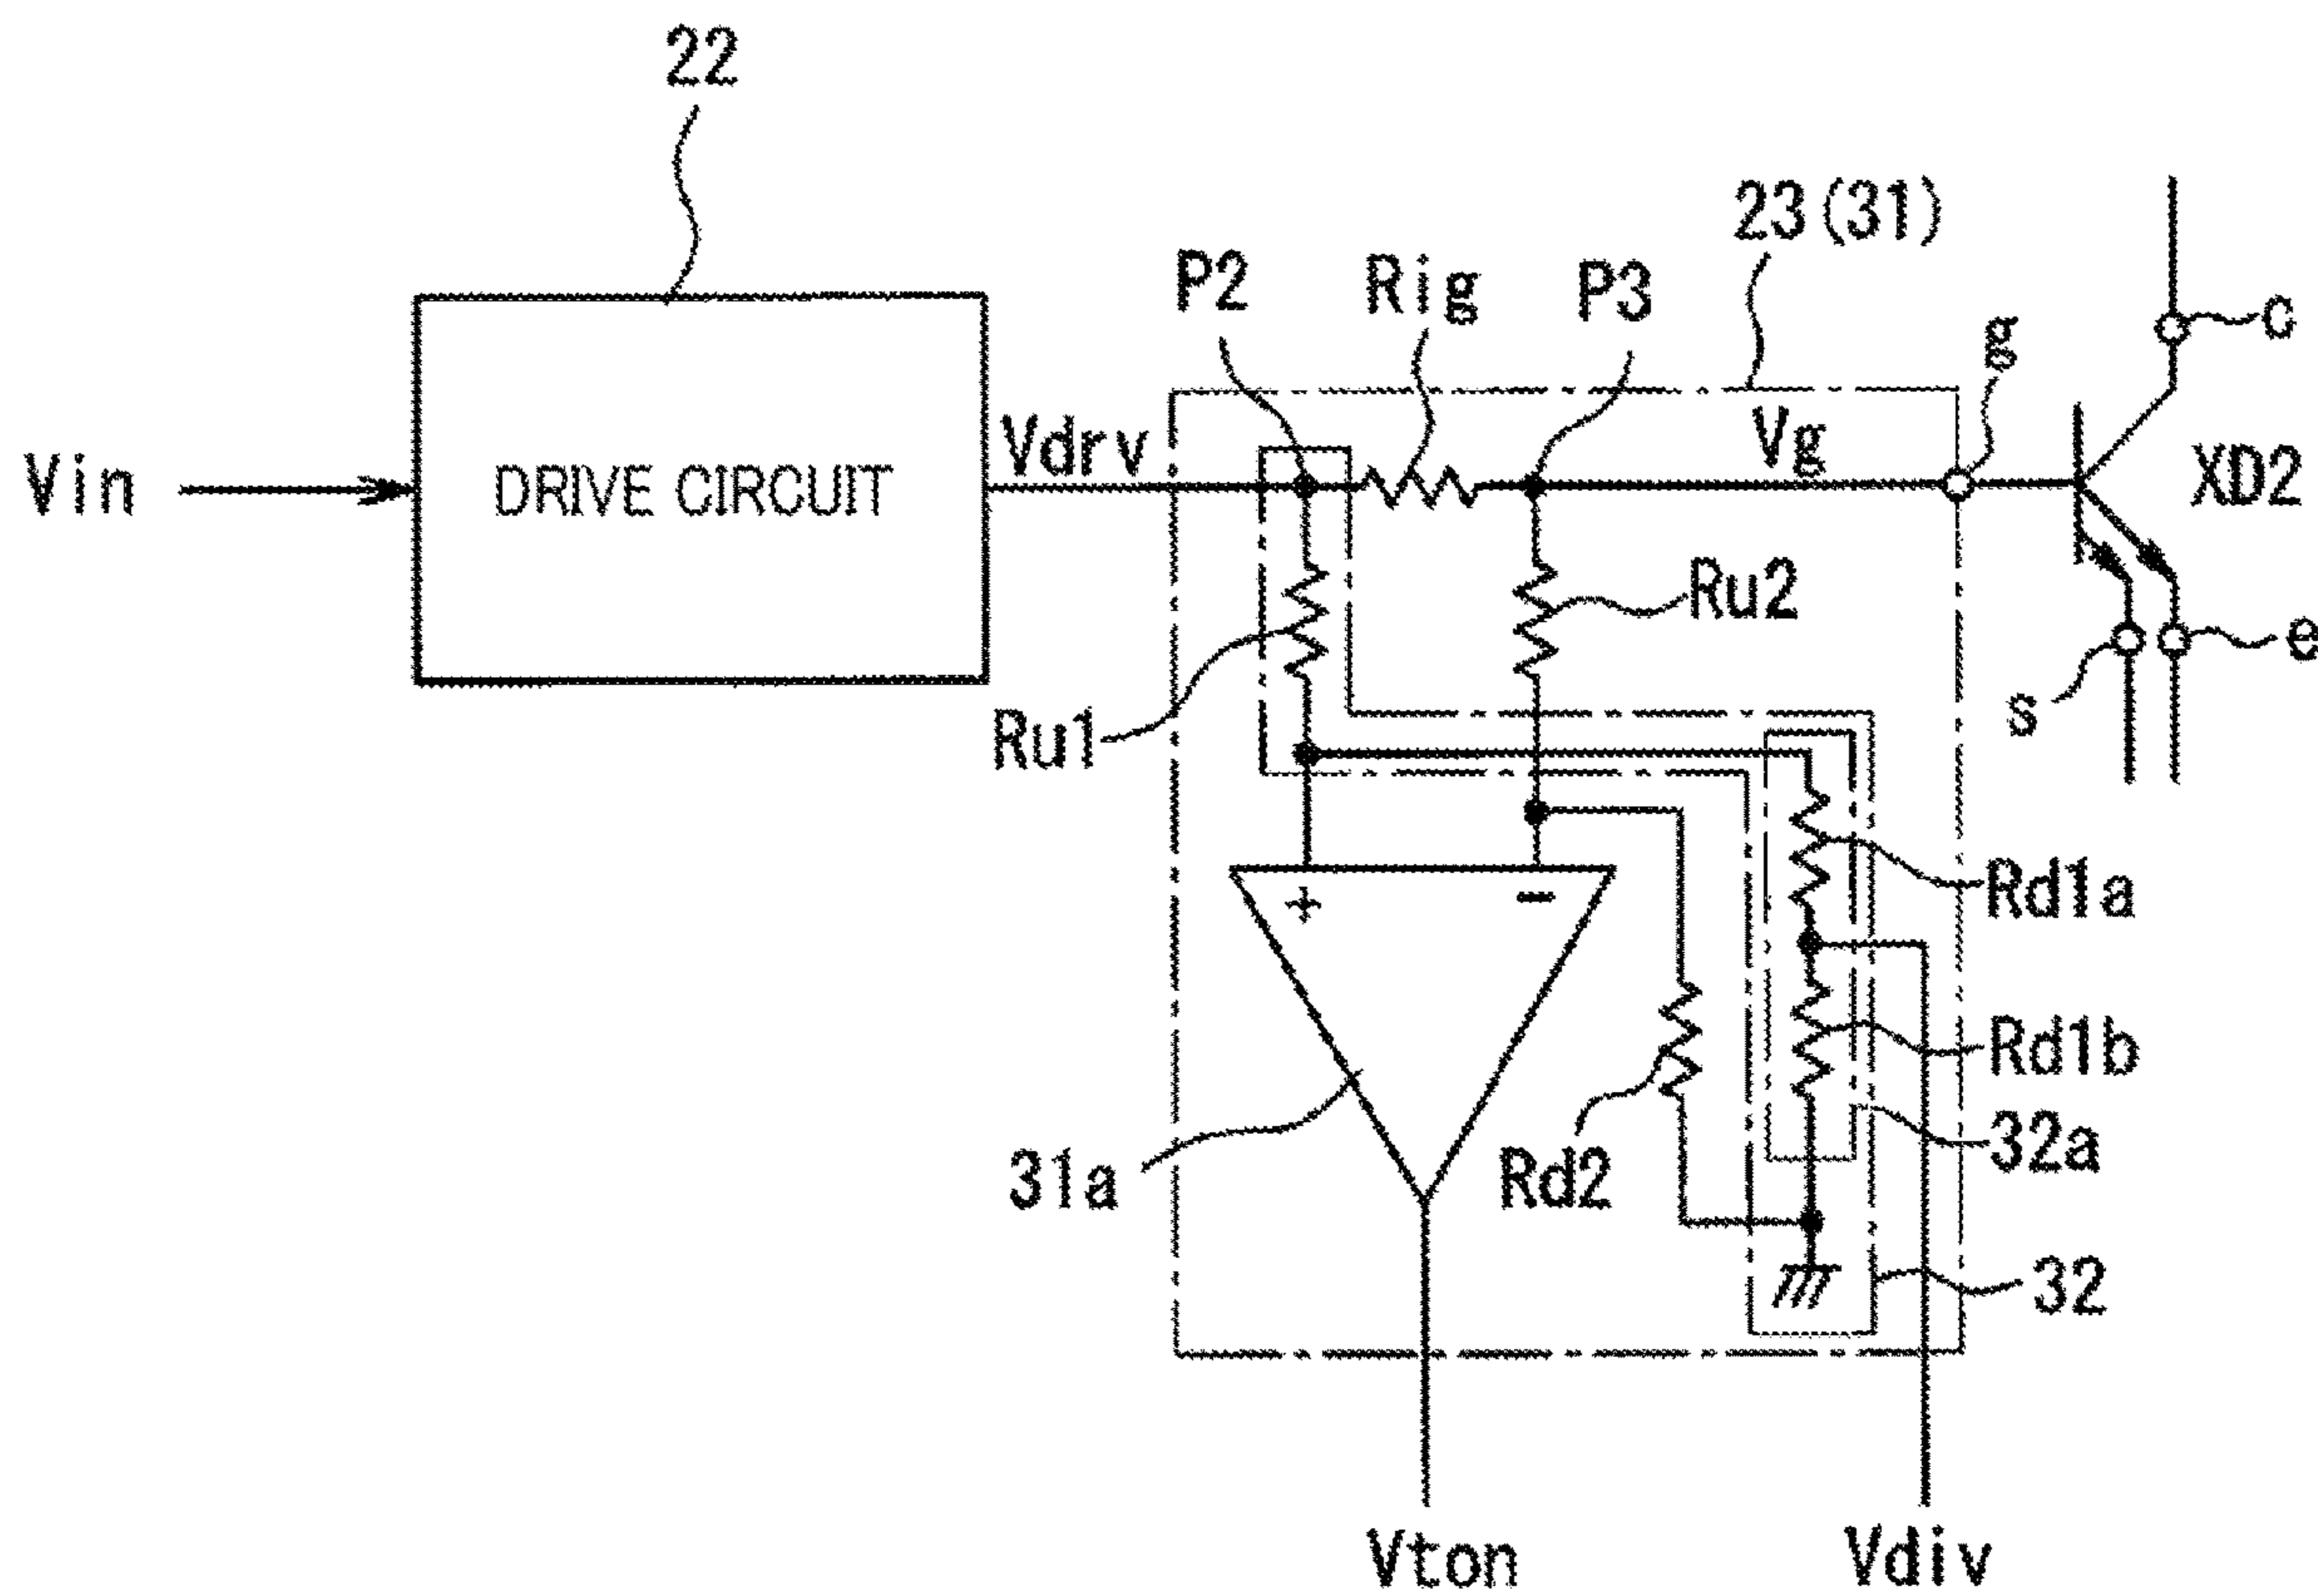 22
23(31)
P2
Rig
P3
g
c
Vin
DRIVE CIRCUIT
Vdrv
Vg
XD2
Ru2
Ru1
s
e
+
-
Rd1a
Rd1b
31a
Rd2
32a
32
Vton
Vdiv